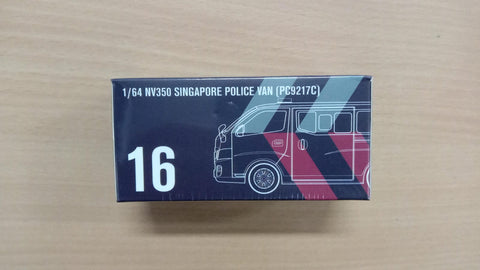 1/64 NV350 SINGAPORE POLICE VAN (PC9217C)
16